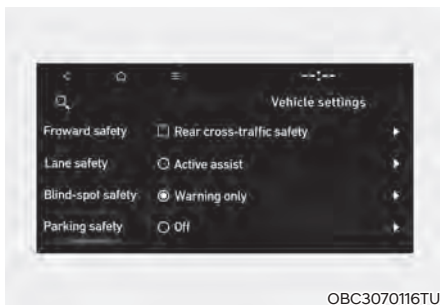 --:--
Vehicle settings
Froward safety
Rear cross-traffic safety
Lane safety
Active assist
Blind-spot safety
Warning only
Parking safety
Off
OBC3070116TU